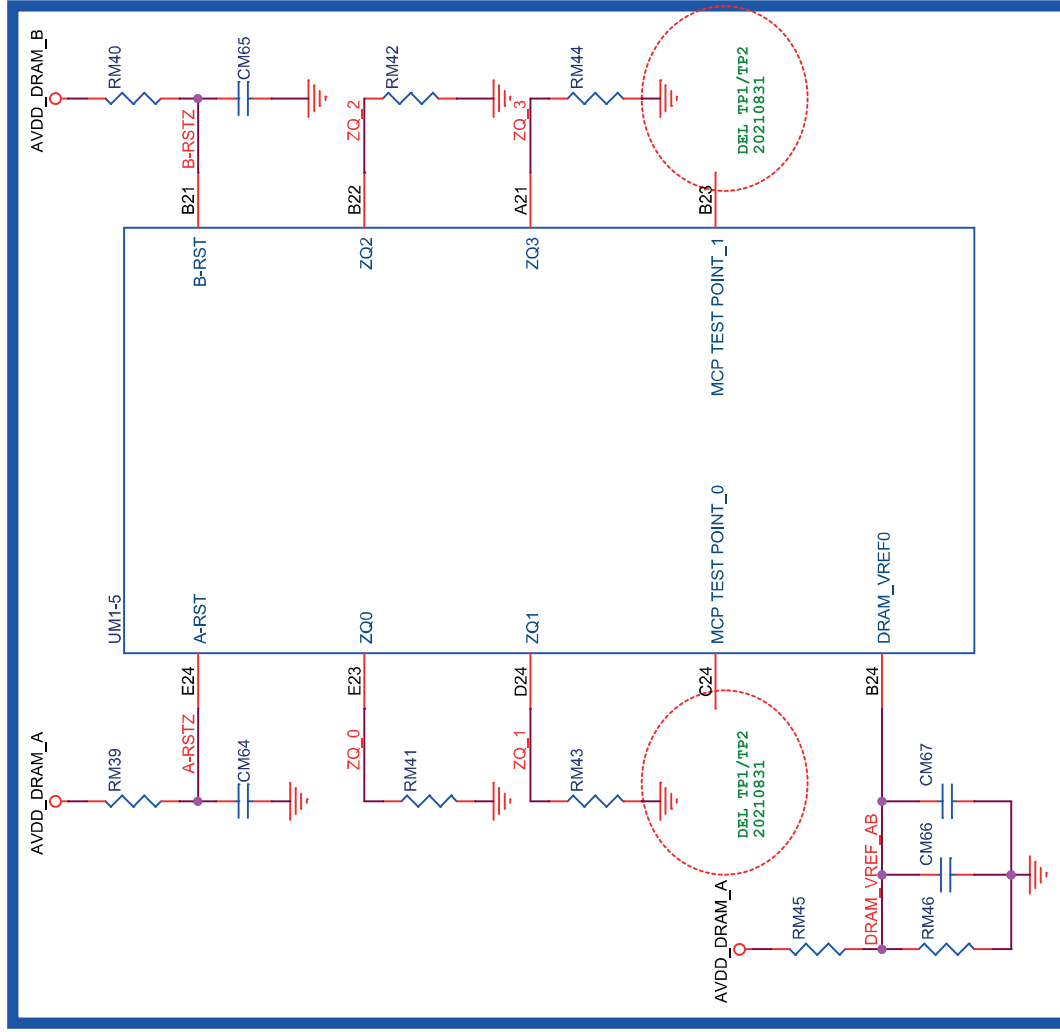 AVDD_DRAM_A
RM39
A-RSTZ
CM64
E24
A-RST
UM1-5
ZQ_0
RM41
E23
ZQ0
ZQ_1
RM43
D24
ZQ1
DEL TP1/TP2
20210831
C24
MCP TEST POINT_0
AVDD_DRAM_A
RM45
DRAM_VREF_AB
RM46
CM66
CM67
B24
DRAM_VREF0
AVDD_DRAM_B
RM40
B-RSTZ
CM65
B21
B-RST
ZQ_2
RM42
B22
ZQ2
ZQ_3
RM44
A21
ZQ3
DEL TP1/TP2
20210831
B23
MCP TEST POINT_1